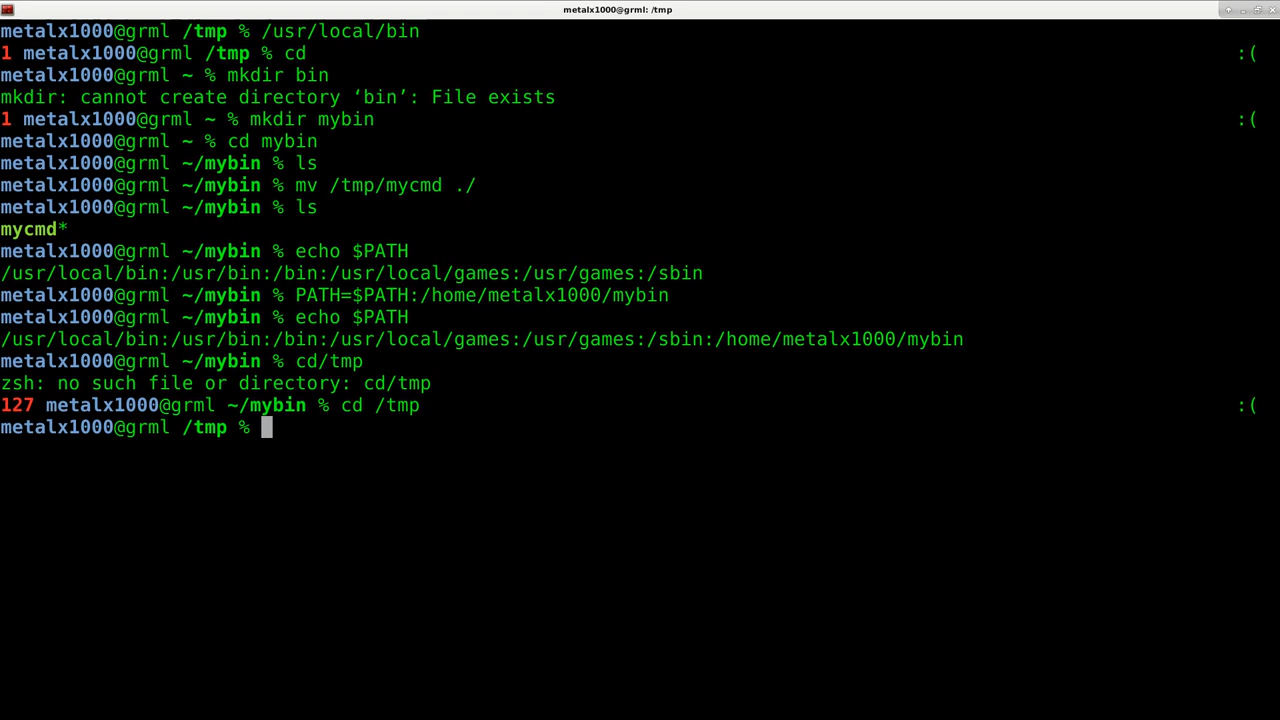 metalx1000@grml: /tmp
metalx1000@grml /tmp % /usr/local/bin
1 metalx1000@grml /tmp % cd :(
metalx1000@grml ~ % mkdir bin
mkdir: cannot create directory ‘bin’: File exists
1 metalx1000@grml ~ % mkdir mybin :(
metalx1000@grml ~ % cd mybin
metalx1000@grml ~/mybin % ls
metalx1000@grml ~/mybin % mv /tmp/mycmd ./
metalx1000@grml ~/mybin % ls
mycmd*
metalx1000@grml ~/mybin % echo $PATH
/usr/local/bin:/usr/bin:/bin:/usr/local/games:/usr/games:/sbin
metalx1000@grml ~/mybin % PATH=$PATH:/home/metalx1000/mybin
metalx1000@grml ~/mybin % echo $PATH
/usr/local/bin:/usr/bin:/bin:/usr/local/games:/usr/games:/sbin:/home/metalx1000/mybin
metalx1000@grml ~/mybin % cd/tmp
zsh: no such file or directory: cd/tmp
127 metalx1000@grml ~/mybin % cd /tmp :(
metalx1000@grml /tmp %